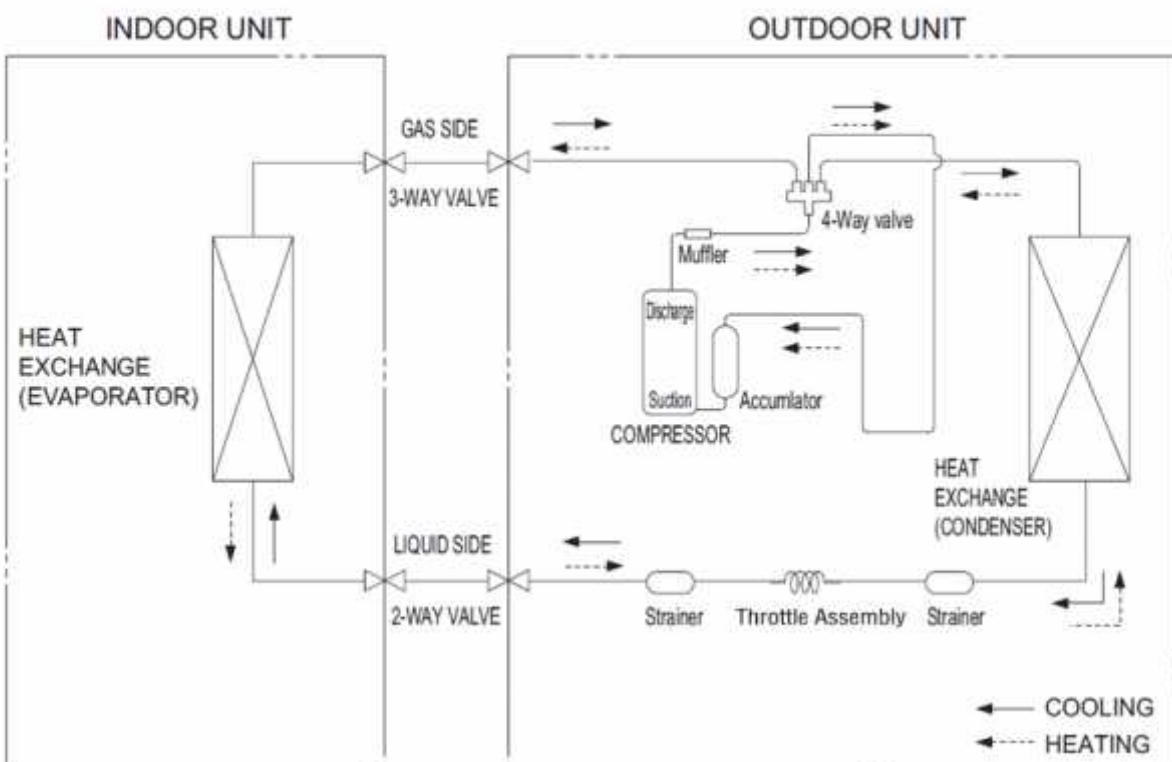 INDOOR UNIT
OUTDOOR UNIT
GAS SIDE
3-WAY VALVE
4-Way valve
Muffler
Discharge
Suction
Accumlator
COMPRESSOR
HEAT
EXCHANGE
(EVAPORATOR)
HEAT
EXCHANGE
(CONDENSER)
LIQUID SIDE
2-WAY VALVE
Strainer
Throttle Assembly
Strainer
COOLING
HEATING